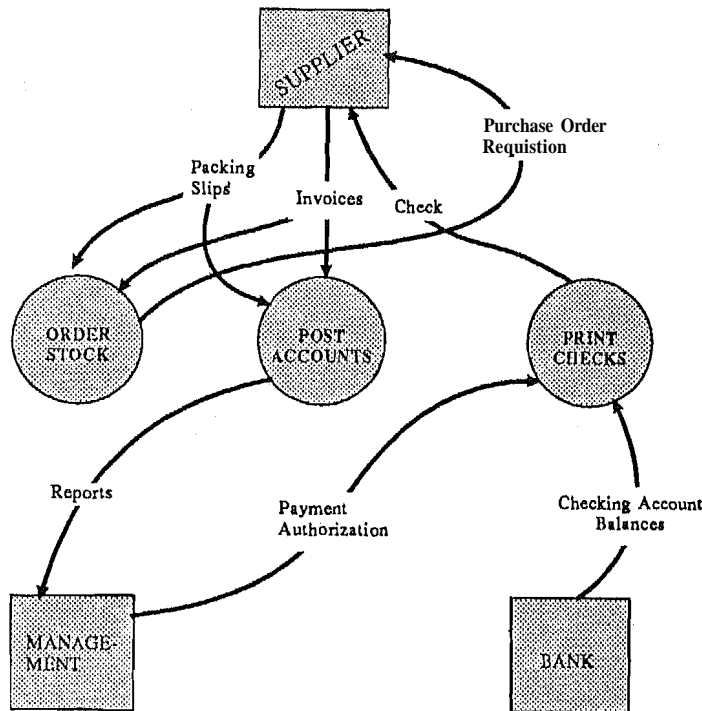 SUPPLIER
Purchase Order
Requistion
Packing
Slips
Invoices
Check
ORDER
STOCK
POST
ACCOUNTS
PRINT
CHECKS
Reports
Payment
Authorization
Checking Account
Balances
MANAGE-
MENT
BANK